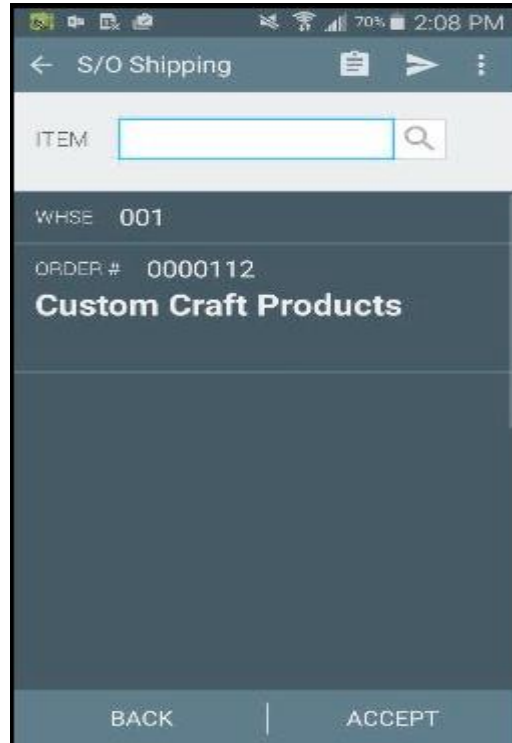 70% 2:08 PM
S/O Shipping
ITEM
WHSE 001
ORDER # 0000112
Custom Craft Products
BACK ACCEPT